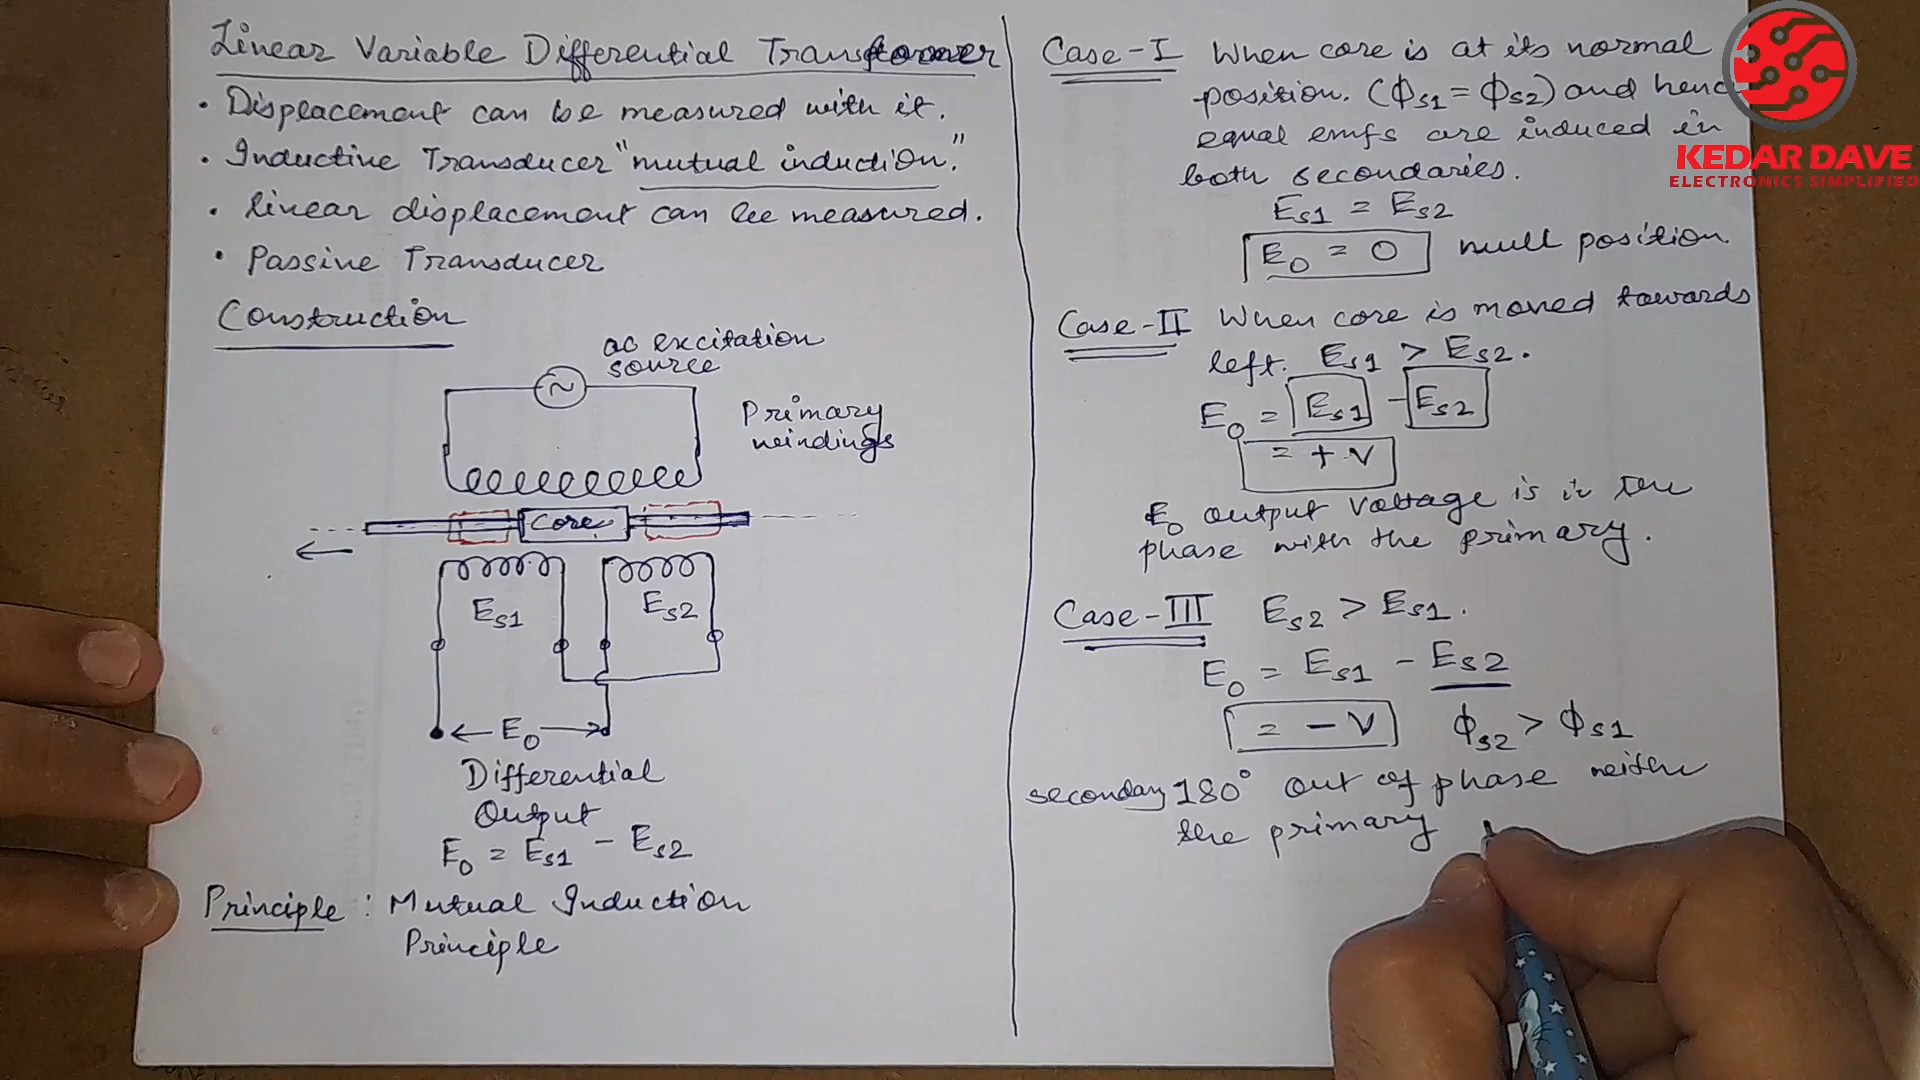 Linear Variable Differential Transformer
• Displacement can be measured with it.
• Inductive Transducer "mutual induction."
• linear displacement can be measured.
• Passive Transducer
Construction
ac excitation
source
~
Primary
windings
Core
Es1
Es2
← E0 →
Differential
Output
E0 = Es1 - Es2
Principle : Mutual Induction
Principle
Case-I When core is at its normal
position. (ϕs1 = ϕs2) and henc
equal emfs are induced in
both secondaries.
Es1 = Es2
E0 = 0 null position.
Case-II When core is moved towards
left. Es1 > Es2.
E0 = Es1 - Es2
= + V
E0 output voltage is in the
phase with the primary.
Case-III Es2 > Es1.
E0 = Es1 - Es2
= - V ϕs2 > ϕs1
secondary 180° out of phase with
the primary
KEDAR DAVE
ELECTRONICS SIMPLIFIED